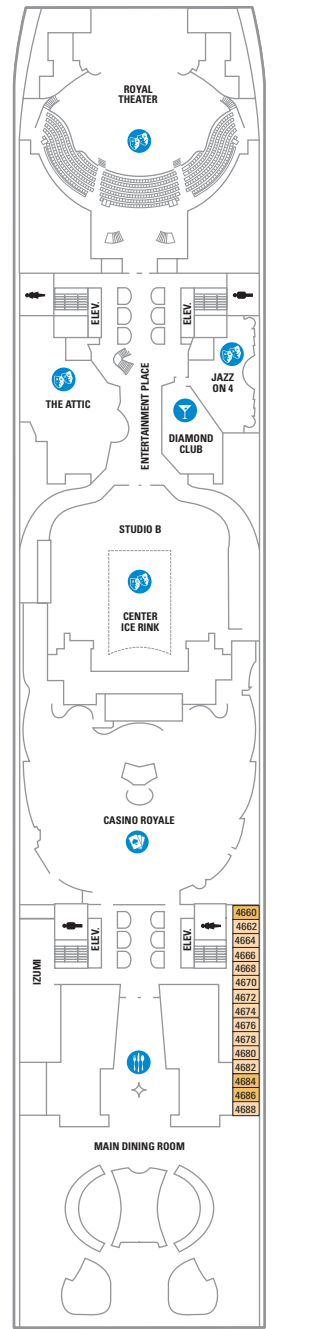 ROYAL
THEATER
ELEV.
ELEV.
ENTERTAINMENT PLACE
THE ATTIC
JAZZ
ON 4
DIAMOND
CLUB
STUDIO B
CENTER
ICE RINK
CASINO ROYALE
IZUMI
ELEV.
ELEV.
4660
4662
4664
4666
4668
4670
4672
4674
4676
4678
4680
4682
4684
4686
4688
MAIN DINING ROOM